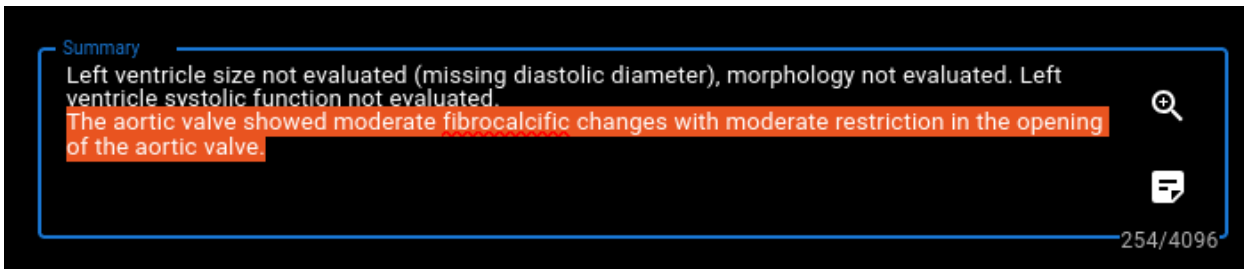 Summary
Left ventricle size not evaluated (missing diastolic diameter), morphology not evaluated. Left
ventricle systolic function not evaluated.
The aortic valve showed moderate fibrocalcific changes with moderate restriction in the opening
of the aortic valve.
254/4096